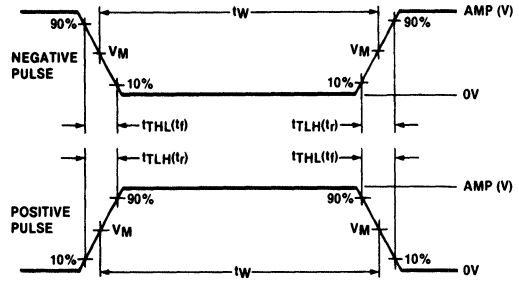 tW
AMP (V)
90%
90%
NEGATIVE
PULSE
VM
VM
10%
10%
0V
tTHL(tf)
tTLH(tr)
tTLH(tr)
tTHL(tf)
AMP (V)
90%
90%
POSITIVE
PULSE
VM
VM
10%
10%
tW
0V